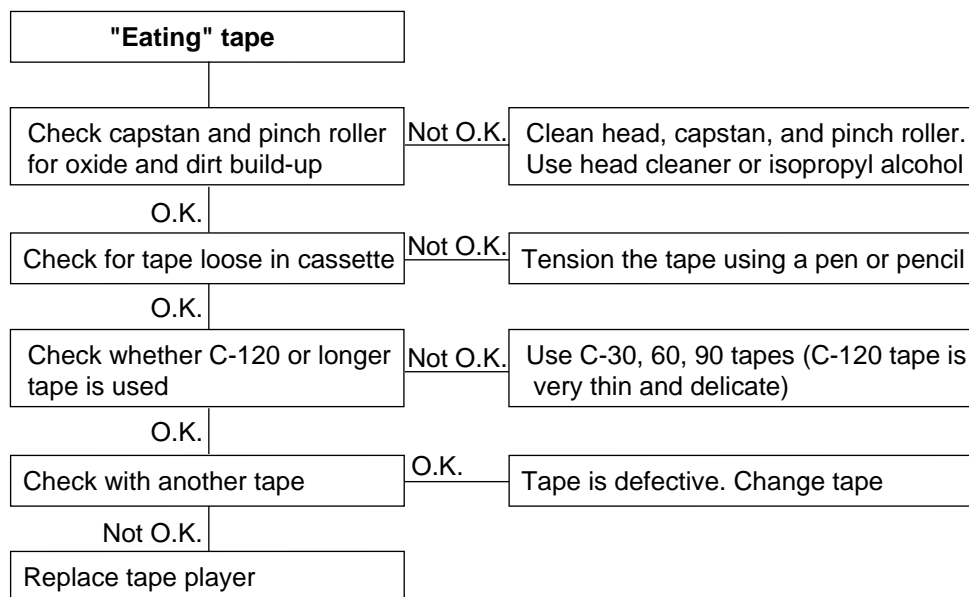 "Eating" tape
Check capstan and pinch roller
for oxide and dirt build-up
Not O.K.
Clean head, capstan, and pinch roller.
Use head cleaner or isopropyl alcohol
O.K.
Check for tape loose in cassette
Not O.K.
Tension the tape using a pen or pencil
O.K.
Check whether C-120 or longer
tape is used
Not O.K.
Use C-30, 60, 90 tapes (C-120 tape is
very thin and delicate)
O.K.
Check with another tape
O.K.
Tape is defective. Change tape
Not O.K.
Replace tape player